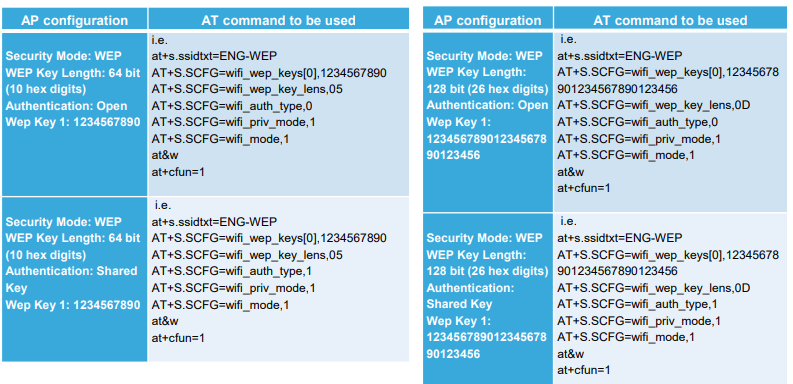 AP configuration
AT command to be used
Security Mode: WEP
WEP Key Length: 64 bit
(10 hex digits)
Authentication: Open
Wep Key 1: 1234567890
i.e.
at+s.ssidtxt=ENG-WEP
AT+S.SCFG=wifi_wep_keys[0],1234567890
AT+S.SCFG=wifi_wep_key_lens,05
AT+S.SCFG=wifi_auth_type,0
AT+S.SCFG=wifi_priv_mode,1
AT+S.SCFG=wifi_mode,1
at&w
at+cfun=1
Security Mode: WEP
WEP Key Length: 64 bit
(10 hex digits)
Authentication: Shared
Key
Wep Key 1: 1234567890
i.e.
at+s.ssidtxt=ENG-WEP
AT+S.SCFG=wifi_wep_keys[0],1234567890
AT+S.SCFG=wifi_wep_key_lens,05
AT+S.SCFG=wifi_auth_type,1
AT+S.SCFG=wifi_priv_mode,1
AT+S.SCFG=wifi_mode,1
at&w
at+cfun=1
AP configuration
AT command to be used
Security Mode: WEP
WEP Key Length:
128 bit (26 hex digits)
Authentication: Open
Wep Key 1:
123456789012345678
90123456
i.e.
at+s.ssidtxt=ENG-WEP
AT+S.SCFG=wifi_wep_keys[0],12345678
901234567890123456
AT+S.SCFG=wifi_wep_key_lens,0D
AT+S.SCFG=wifi_auth_type,0
AT+S.SCFG=wifi_priv_mode,1
AT+S.SCFG=wifi_mode,1
at&w
at+cfun=1
Security Mode: WEP
WEP Key Length:
128 bit (26 hex digits)
Authentication:
Shared Key
Wep Key 1:
123456789012345678
90123456
i.e.
at+s.ssidtxt=ENG-WEP
AT+S.SCFG=wifi_wep_keys[0],12345678
901234567890123456
AT+S.SCFG=wifi_wep_key_lens,0D
AT+S.SCFG=wifi_auth_type,1
AT+S.SCFG=wifi_priv_mode,1
AT+S.SCFG=wifi_mode,1
at&w
at+cfun=1